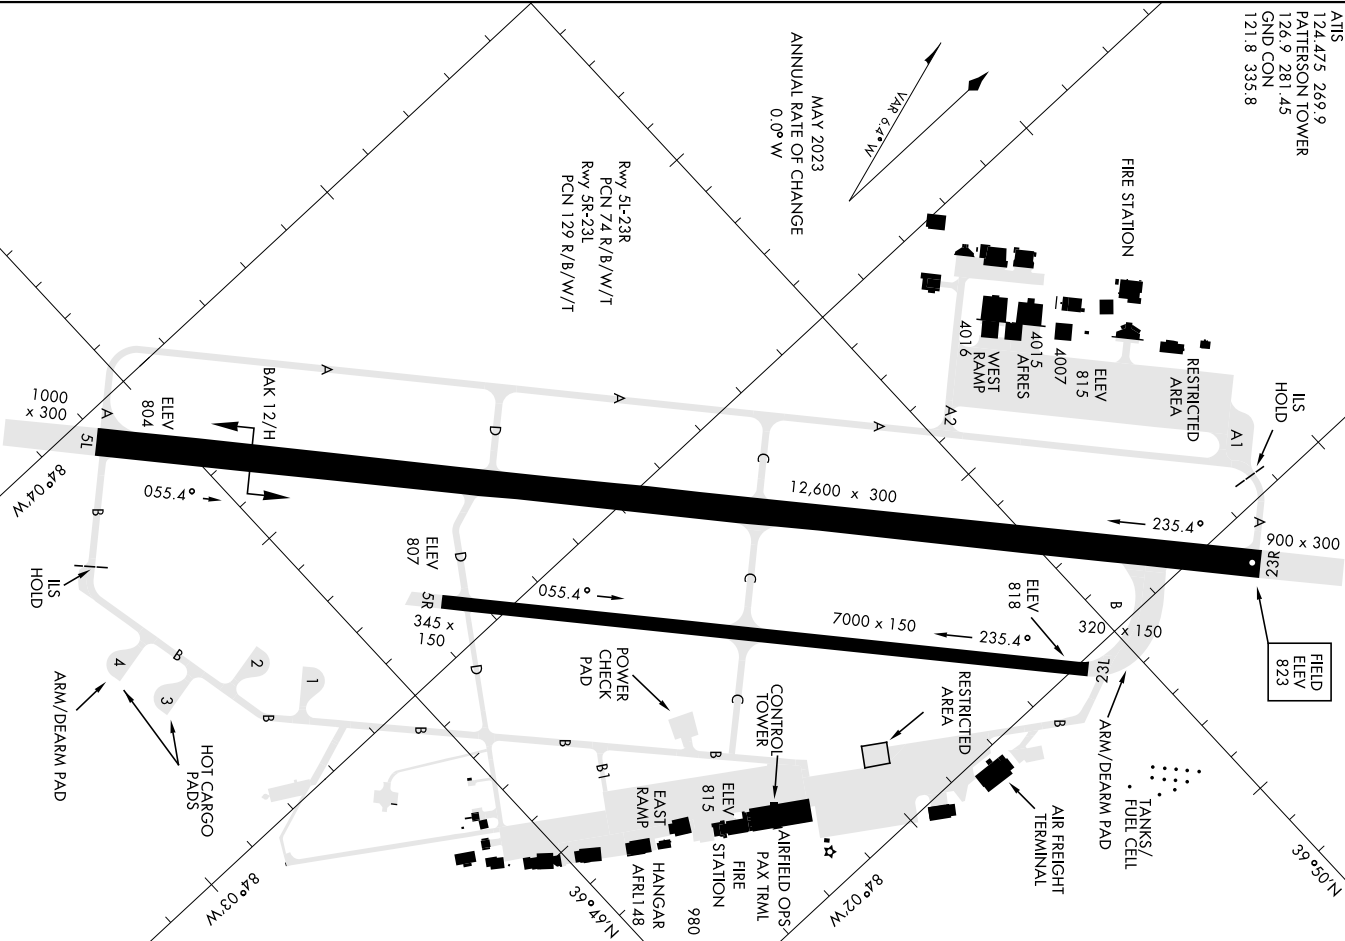 ATIS
124.475 269.9
PATTERSON TOWER
126.9 281.45
GND CON
121.8 335.8
VAR 6.4° W
MAY 2023
ANNUAL RATE OF CHANGE
0.0° W
Rwy 5L-23R
PCN 74 R/B/W/T
Rwy 5R-23L
PCN 129 R/B/W/T
FIRE STATION
RESTRICTED
AREA
ELEV
815
4007
4015
AFRES
WEST
RAMP
4016
ILS
HOLD
A1
A2
A
A
A
A
A
1000
x 300
ELEV
804
BAK 12/H
5L
84°04'W
055.4°
12,600 x 300
235.4°
900 x 300
23R
FIELD
ELEV
823
B
ILS
HOLD
D
D
D
C
C
C
ELEV
807
5R
345 x
150
055.4°
7000 x 150
235.4°
ELEV
818
23L
320 x 150
B
B
ARM/DEARM PAD
TANKS/
FUEL CELL
39°50'N
AIR FREIGHT
TERMINAL
RESTRICTED
AREA
CONTROL
TOWER
POWER
CHECK
PAD
1
2
3
4
B
B
B
B
B
B1
ARM/DEARM PAD
HOT CARGO
PADS
ELEV
815
EAST
RAMP
AIRFIELD OPS
PAX TRML
FIRE
STATION
980
HANGAR
AFRL148
84°03'W
39°49'N
84°02'W